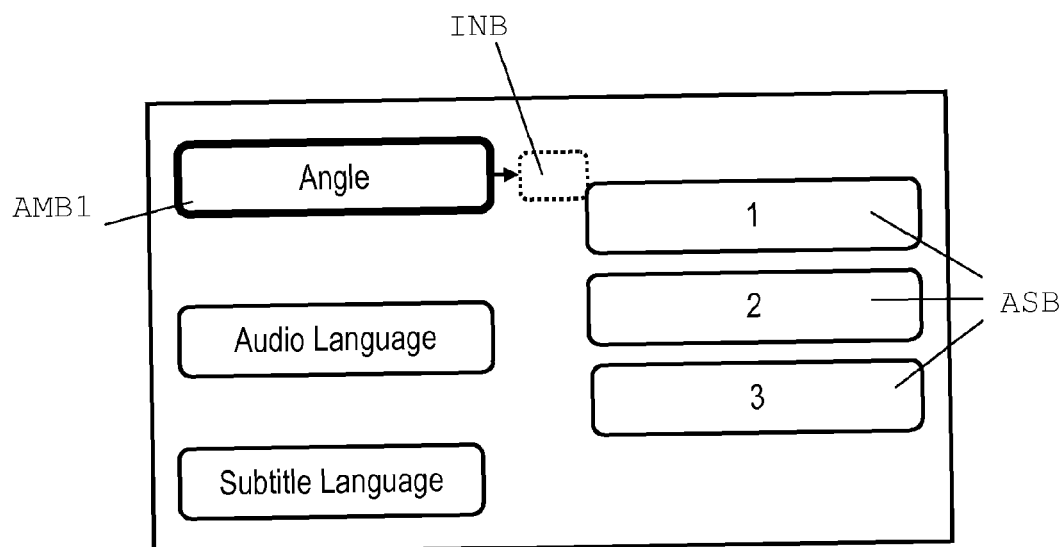 INB
Angle
AMB1
1
2
ASB
Audio Language
3
Subtitle Language